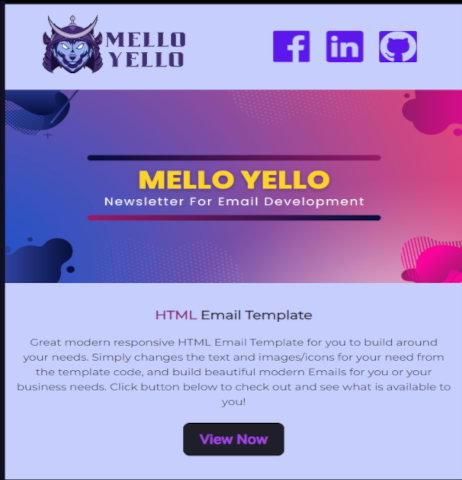 MELLO
YELLO
MELLO YELLO
Newsletter For Email Development
HTML Email Template
Great modern responsive HTML Email Template for you to build around
your needs. Simply changes the text and images/icons for your need from
the template code, and build beautiful modern Emails for you or your
business needs. Click button below to check out and see what is available to
you!
View Now